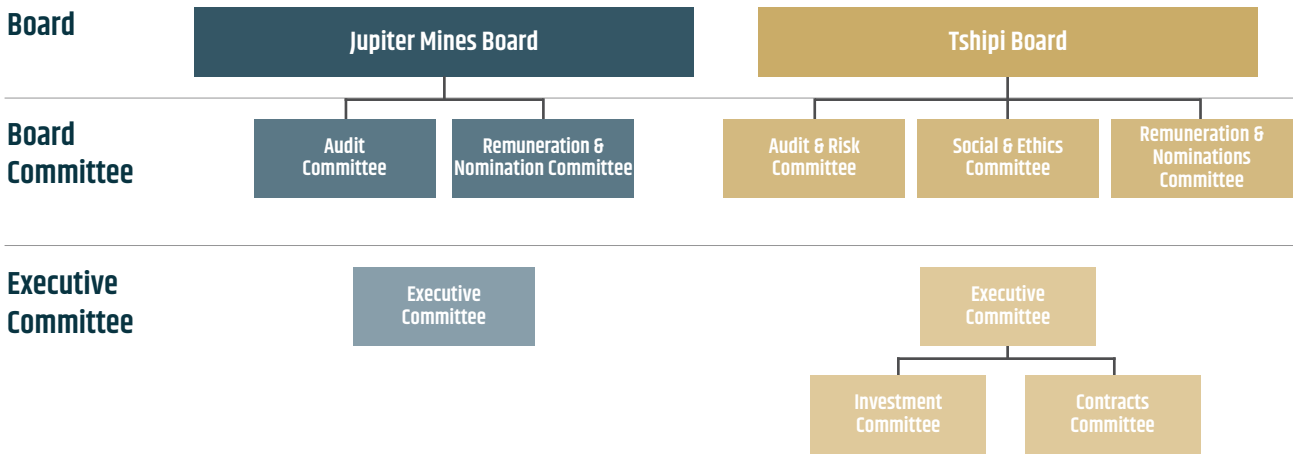 Board
Jupiter Mines Board
Tshipi Board
Board
Committee
Audit
Committee
Remuneration &
Nomination Committee
Audit & Risk
Committee
Social & Ethics
Committee
Remuneration &
Nominations
Committee
Executive
Committee
Executive
Committee
Executive
Committee
Investment
Committee
Contracts
Committee